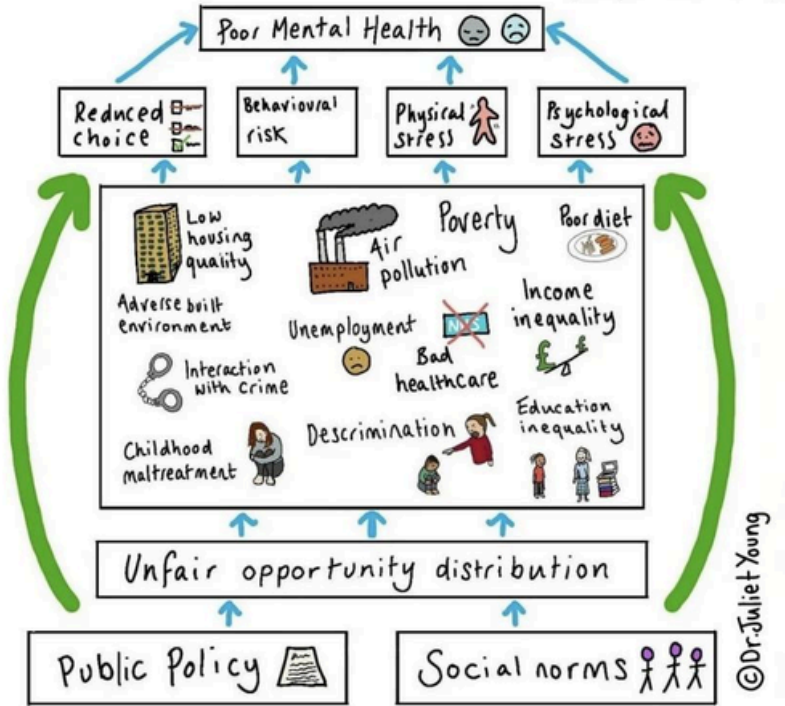 Poor Mental Health
Reduced
choice
Behavioural
risk
Physical
stress
Psychological
stress
Low
housing
quality
Air
pollution
Poverty
Poor diet
Adverse built
environment
Unemployment
NHS
Bad
healthcare
Income
inequality
£ £
Interaction
with crime
Childhood
maltreatment
Descrimination
Education
inequality
Unfair opportunity distribution
Public Policy
Social norms
©Dr.Juliet Young